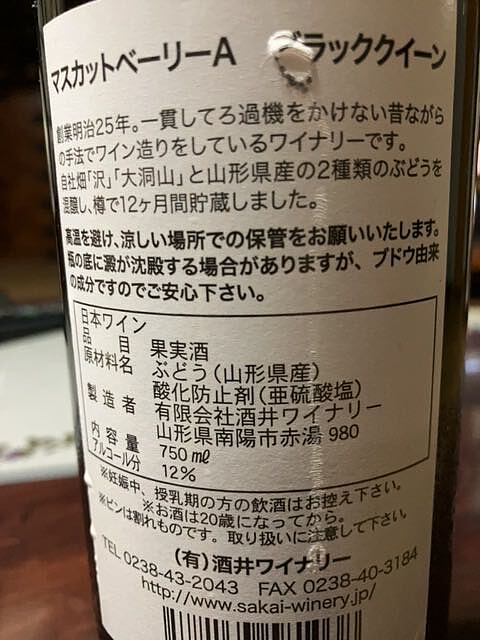 マスカットベーリーA ブラッククイーン
創業明治25年。一貫してろ過機をかけない昔ながら
の手法でワイン造りをしているワイナリーです。
自社畑「沢」「大洞山」と山形県産の2種類のぶどうを
混醸し、樽で12ヶ月間貯蔵しました。
高温を避け、涼しい場所での保管をお願いいたします。
瓶の底に澱が沈殿する場合がありますが、ブドウ由来
の成分ですのでご安心下さい。
日本ワイン
品目 果実酒
原材料名 ぶどう(山形県産)
酸化防止剤(亜硫酸塩)
製造者 有限会社酒井ワイナリー
山形県南陽市赤湯980
内容量 750㎖
アルコール分 12%
※妊娠中、授乳期の方の飲酒はお控え下さい。
※お酒は20歳になってから。
※ビンは割れものです。取り扱いに注意して下さい。
(有)酒井ワイナリー
TEL 0238-43-2043 FAX 0238-40-3184
http://www.sakai-winery.jp/